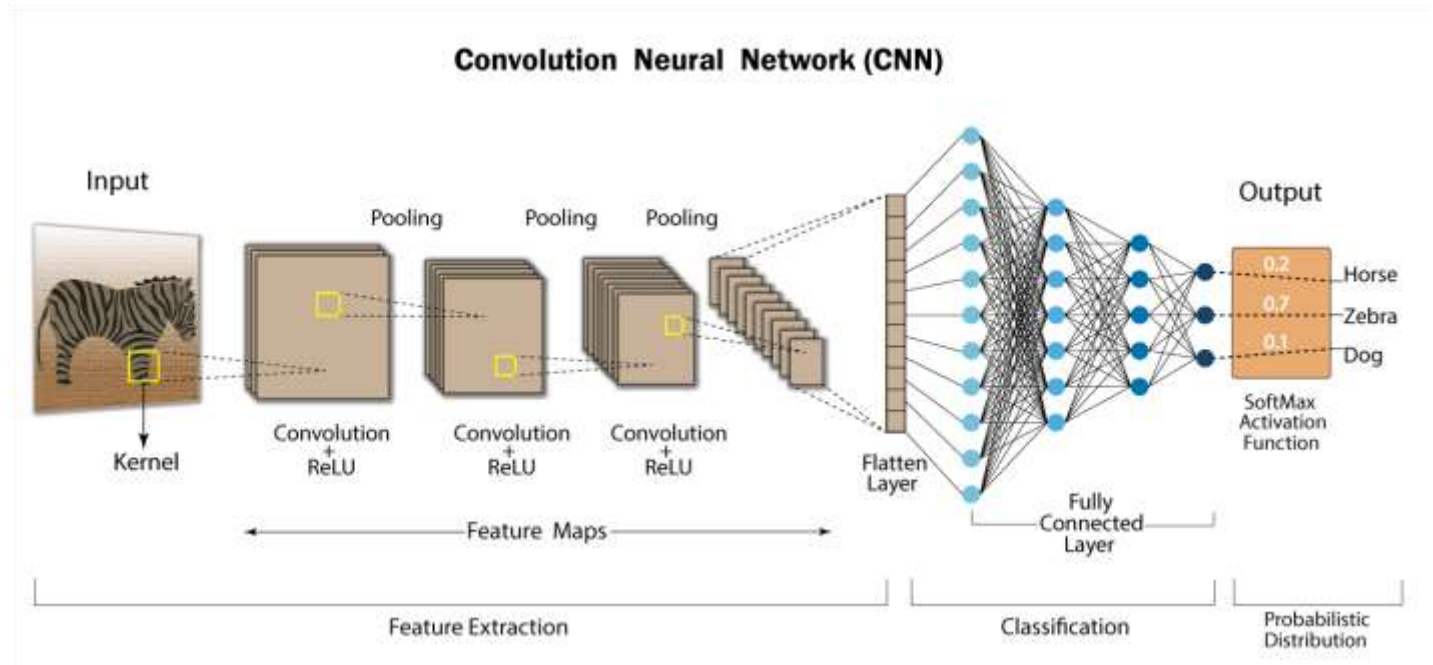 Convolution Neural Network (CNN)
Input
Pooling
Pooling
Pooling
Output
0.2
Horse
0.7
Zebra
0.1
Dog
Kernel
Convolution
+
ReLU
Convolution
+
ReLU
Convolution
+
ReLU
Flatten
Layer
SoftMax
Activation
Function
Feature Maps
Fully
Connected
Layer
Feature Extraction
Classification
Probabilistic
Distribution